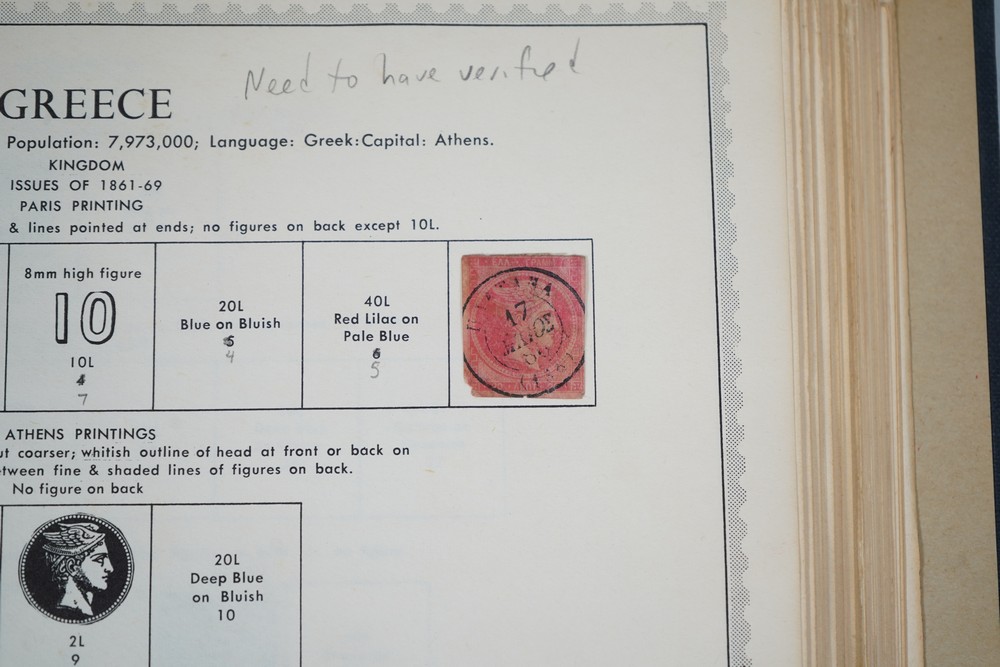 Need to have verified
GREECE
Population: 7,973,000; Language: Greek: Capital: Athens.
KINGDOM
ISSUES OF 1861-69
PARIS PRINTING
& lines pointed at ends; no figures on back except 10L.
8mm high figure
10
10L
4
7
20L
Blue on Bluish
5
4
40L
Red Lilac on
Pale Blue
6
5
17
ΜΑΙΟΣ
ATHENS PRINTINGS
ut coarser; whitish outline of head at front or back on
etween fine & shaded lines of figures on back.
No figure on back
2L
9
20L
Deep Blue
on Bluish
10